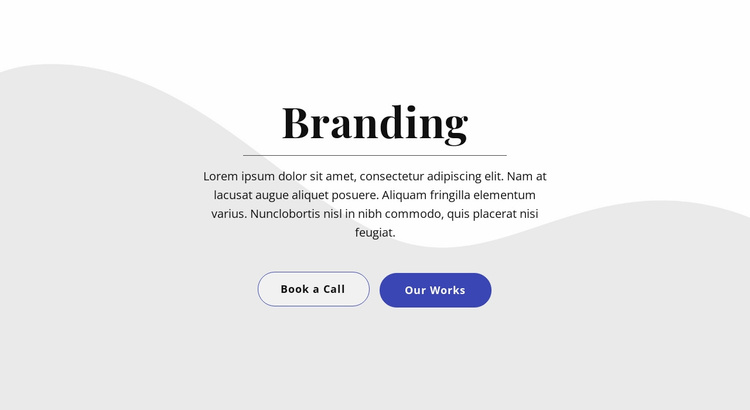 Branding
Lorem ipsum dolor sit amet, consectetur adipiscing elit. Nam at
lacusat augue aliquet posuere. Aliquam fringilla elementum
varius. Nunclobortis nisl in nibh commodo, quis placerat nisi
feugiat.
Book a Call
Our Works